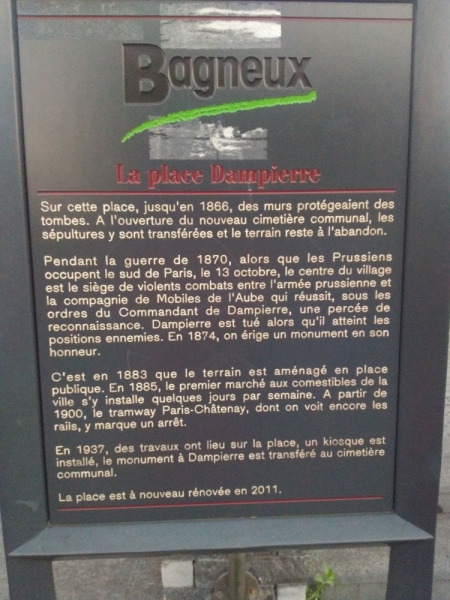 Bagneux
La place Dampierre
Sur cette place, jusqu'en 1866, des murs protégeaient des
tombes. A l'ouverture du nouveau cimetière communal, les
sépultures y sont transférées et le terrain reste à l'abandon.
Pendant la guerre de 1870, alors que les Prussiens
occupent le sud de Paris, le 13 octobre, le centre du village
est le siège de violents combats entre l'armée prussienne et
la compagnie de Mobiles de l'Aube qui réussit, sous les
ordres du Commandant de Dampierre, une percée de
reconnaissance. Dampierre est tué alors qu'il atteint les
positions ennemies. En 1874, on érige un monument en son
honneur.
C'est en 1883 que le terrain est aménagé en place
publique. En 1885, le premier marché aux comestibles de la
ville s'y installe quelques jours par semaine. A partir de
1900, le tramway Paris-Châtenay, dont on voit encore les
rails, y marque un arrêt.
En 1937, des travaux ont lieu sur la place, un kiosque est
installé, le monument à Dampierre est transféré au cimetière
communal.
La place est à nouveau rénovée en 2011.